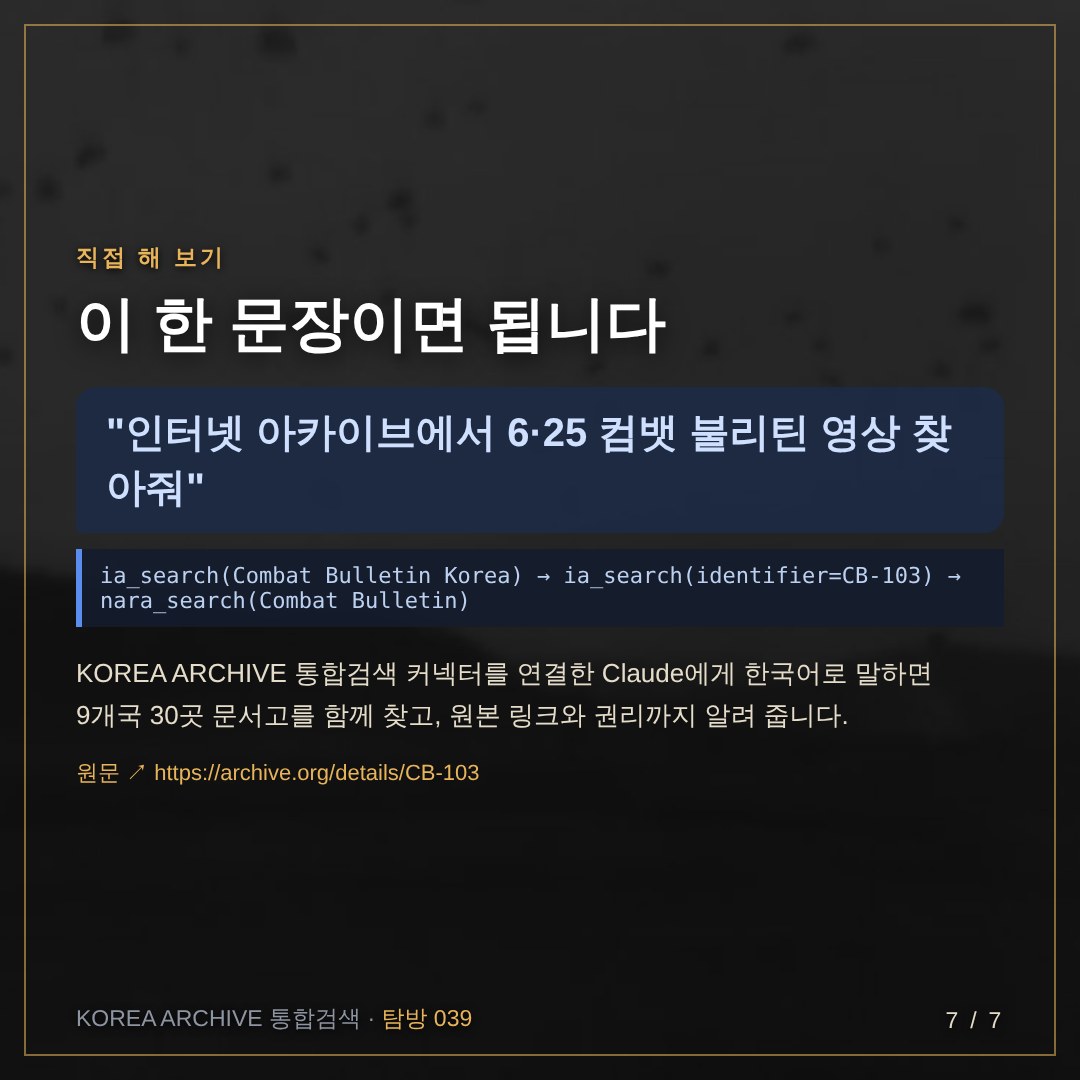 직접 해 보기
이 한 문장이면 됩니다
"인터넷 아카이브에서 6·25 컴뱃 불리틴 영상 찾
아줘"
ia_search(Combat Bulletin Korea) → ia_search(identifier=CB-103) →
nara_search(Combat Bulletin)
KOREA ARCHIVE 통합검색 커넥터를 연결한 Claude에게 한국어로 말하면
9개국 30곳 문서고를 함께 찾고, 원본 링크와 권리까지 알려 줍니다.
원문 ↗ https://archive.org/details/CB-103
KOREA ARCHIVE 통합검색 · 탐방 039
7 / 7